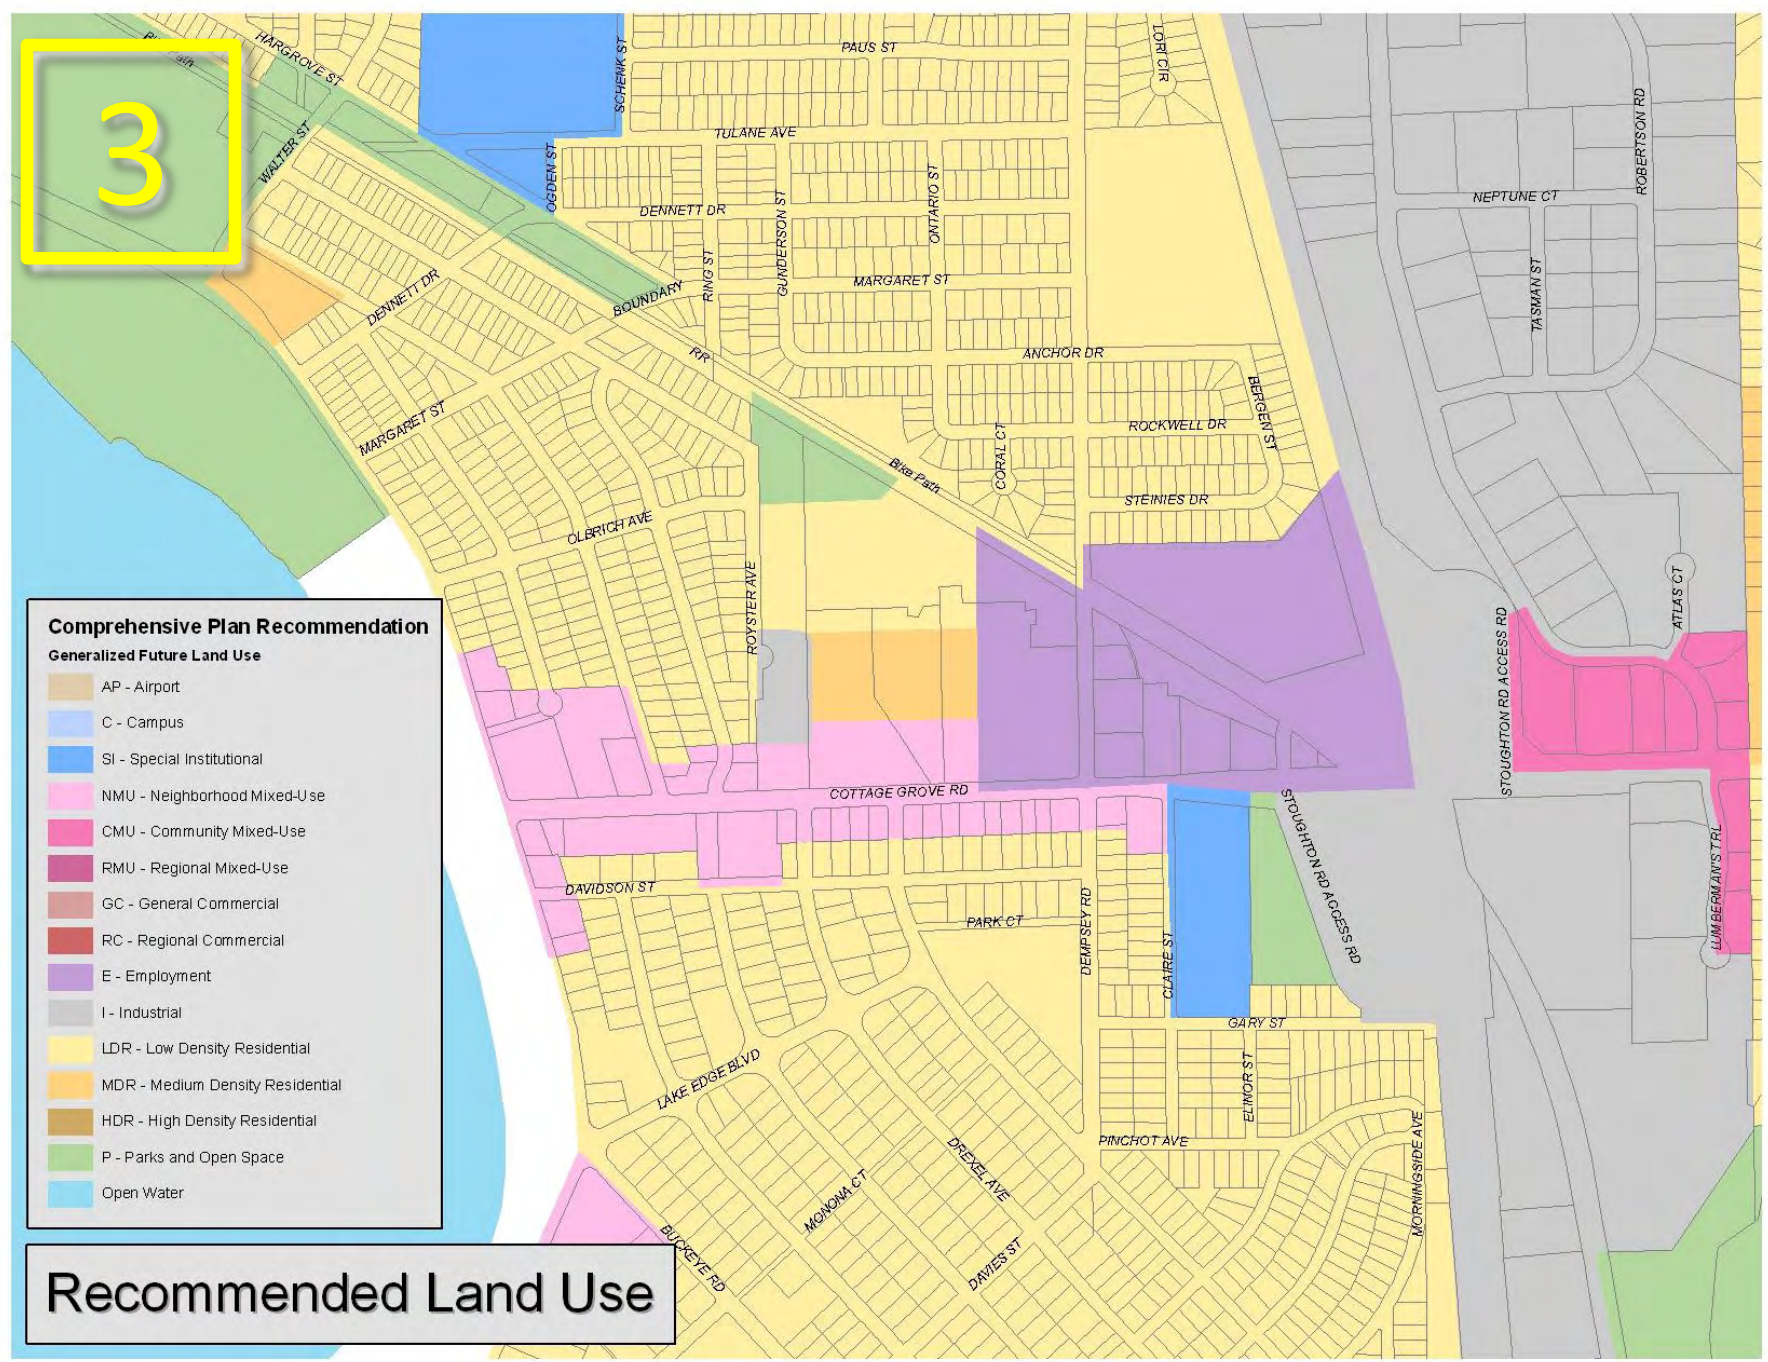 3
Bike Path
HARGROVE ST
WALTER ST
SCHENK ST
PAUS ST
LORI CIR
TULANE AVE
OGDEN ST
DENNETT DR
RING ST
GUNDERSON ST
ONTARIO ST
MARGARET ST
NEPTUNE CT
ROBERTSON RD
TASMAN ST
DENNETT DR
BOUNDARY
RR
ANCHOR DR
BERGEN ST
MARGARET ST
ROCKWELL DR
CORAL CT
Bike Path
STEINIES DR
OLBRICH AVE
ROYSTER AVE
ATLAS CT
STOUGHTON RD ACCESS RD
COTTAGE GROVE RD
STOUGHTON RD ACCESS RD
LUMBERMAN'S TRL
DAVIDSON ST
PARK CT
DEMPSEY RD
CLAIRE ST
GARY ST
LAKE EDGE BLVD
ELINOR ST
PINCHOT AVE
MORNINGSIDE AVE
DREXEL AVE
MONONA CT
DAVIES ST
BUCKEYE RD
Comprehensive Plan Recommendation
Generalized Future Land Use
AP - Airport
C - Campus
SI - Special Institutional
NMU - Neighborhood Mixed-Use
CMU - Community Mixed-Use
RMU - Regional Mixed-Use
GC - General Commercial
RC - Regional Commercial
E - Employment
I - Industrial
LDR - Low Density Residential
MDR - Medium Density Residential
HDR - High Density Residential
P - Parks and Open Space
Open Water
Recommended Land Use